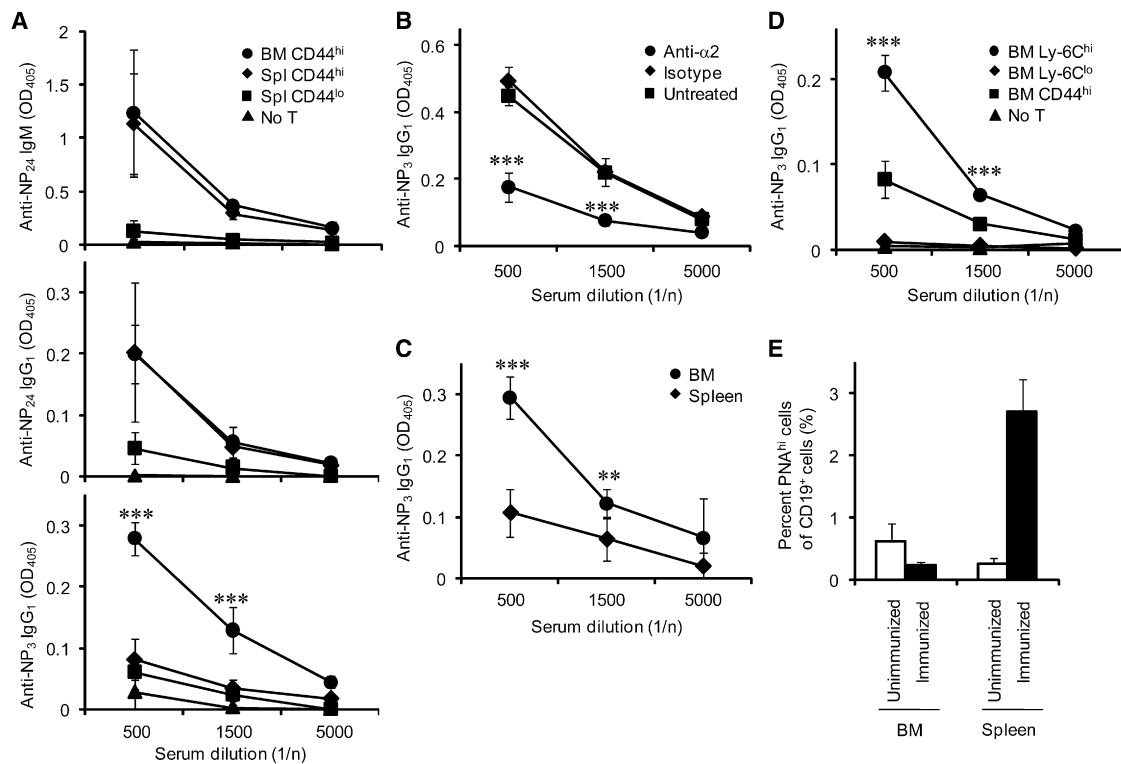 A
2
1.5
1
0.5
0
Anti-NP24 IgM (OD405)
BM CD44hi
Spl CD44hi
Spl CD44lo
No T
0.3
0.2
0.1
0
Anti-NP24 IgG1 (OD405)
***
***
0.3
0.2
0.1
0
Anti-NP3 IgG1 (OD405)
500 1500 5000
Serum dilution (1/n)
B
0.6
0.4
0.2
0
Anti-NP3 IgG1 (OD405)
Anti-α2
Isotype
Untreated
***
***
500 1500 5000
Serum dilution (1/n)
C
0.3
0.2
0.1
0
Anti-NP3 IgG1 (OD405)
***
**
BM
Spleen
500 1500 5000
Serum dilution (1/n)
D
0.2
0.1
0
Anti-NP3 IgG1 (OD405)
***
***
BM Ly-6Chi
BM Ly-6Clo
BM CD44hi
No T
500 1500 5000
Serum dilution (1/n)
E
3
2
1
0
Percent PNAhi cells
of CD19+ cells (%)
Unimmunized
Immunized
Unimmunized
Immunized
BM Spleen